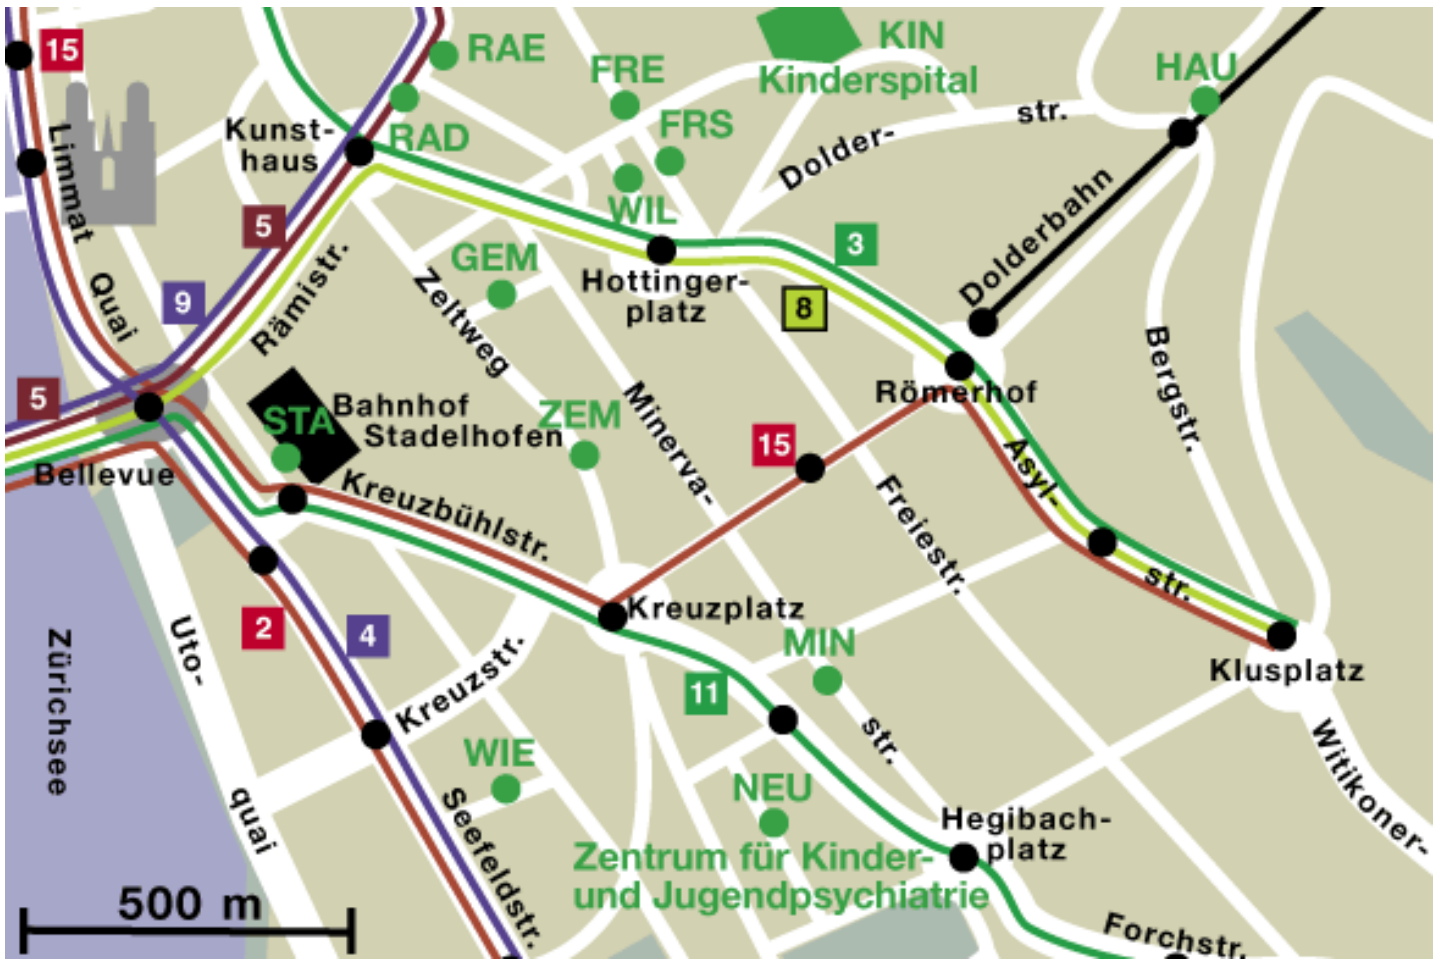 15
RAE
FRE
KIN
Kinderspital
HAU
str.
Limmat
Kunst-
haus
RAD
FRS
Dolder-
WIL
5
GEM
3
Dolderbahn
Quai
9
Rämistr.
Zeltweg
Hottinger-
platz
8
Bergstr.
5
STA
Bahnhof
Stadelhofen
ZEM
Minerva-
Römerhof
15
Bellevue
Kreuzbühlstr.
Asyl-
Freiestr.
str.
2
4
Uto-
Zürichsee
Kreuzplatz
MIN
Klusplatz
Kreuzstr.
11
str.
WIE
NEU
Witikoner-
quai
Seefeldstr.
Hegibach-
platz
Zentrum für Kinder-
und Jugendpsychiatrie
500 m
Forchstr.